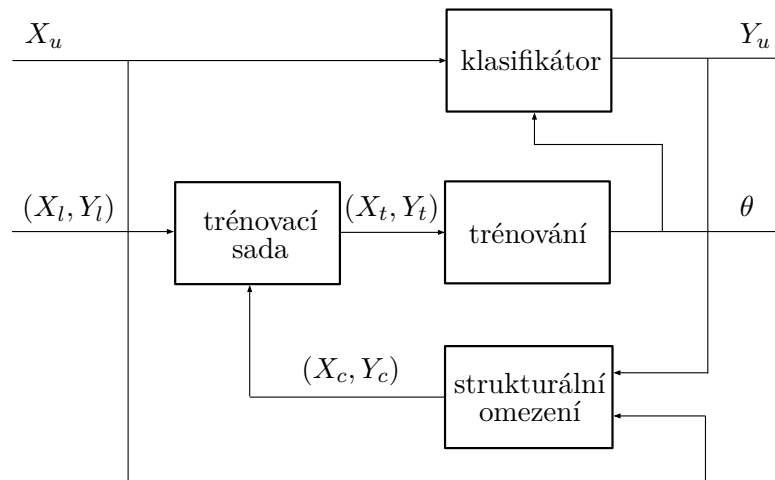 X_u
klasifikátor
Y_u
(X_l, Y_l)
trénovací
sada
(X_t, Y_t)
trénování
θ
(X_c, Y_c)
strukturální
omezení